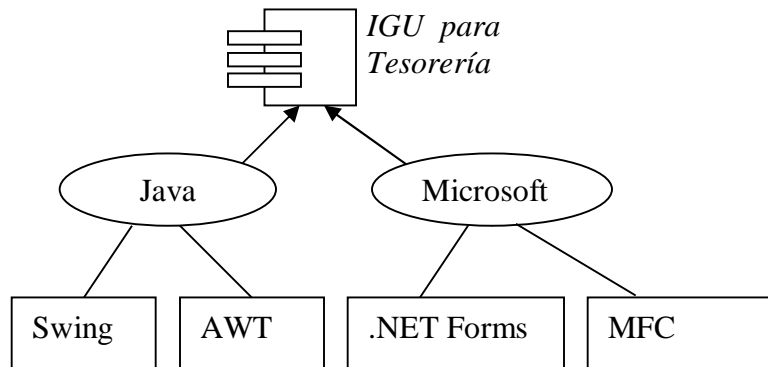 IGU para
Tesorería
Java
Microsoft
Swing
AWT
.NET Forms
MFC